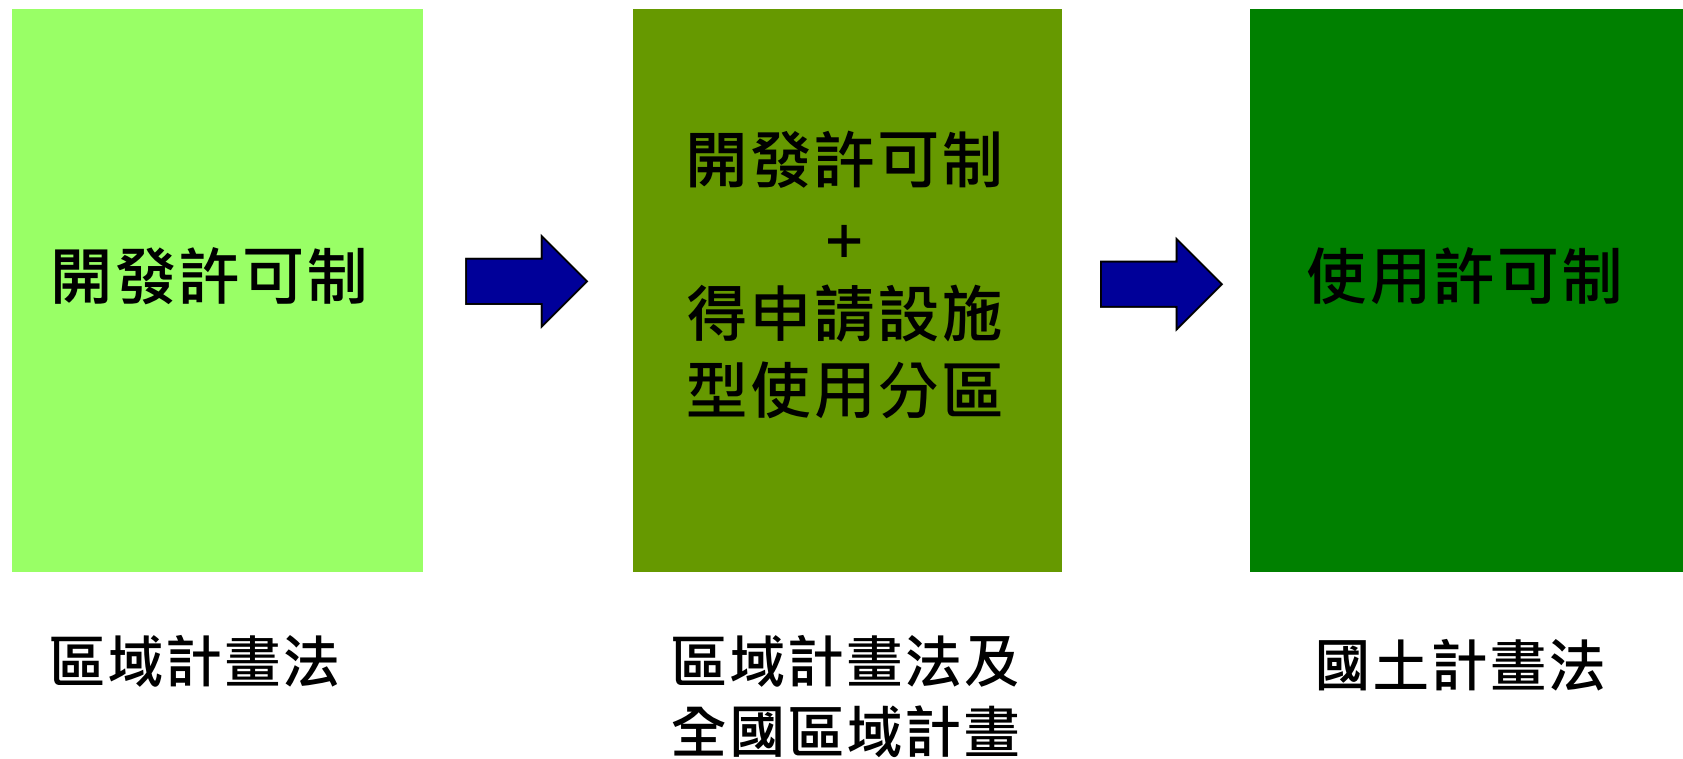 開發許可制
開發許可制
+
得申請設施
型使用分區
使用許可制
區域計畫法
區域計畫法及
全國區域計畫
國土計畫法